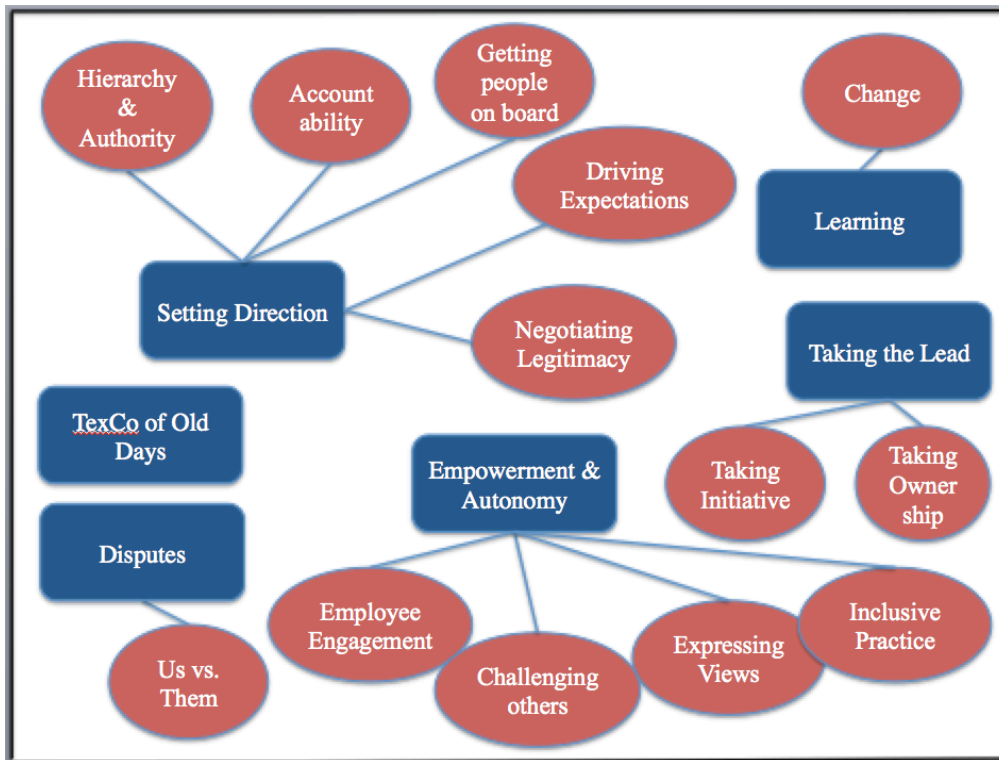 Hierarchy
&
Authority
Account
ability
Getting
people
on board
Change
Driving
Expectations
Learning
Setting Direction
Negotiating
Legitimacy
Taking the Lead
TexCo of Old
Days
Empowerment &
Autonomy
Taking
Initiative
Taking
Owner
ship
Disputes
Employee
Engagement
Challenging
others
Expressing
Views
Inclusive
Practice
Us vs.
Them